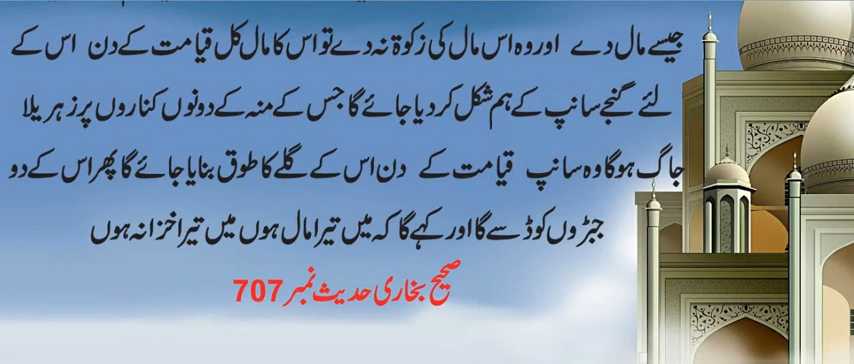 جیسے مال دے اور وہ اس مال کی زکوۃ نہ دے تو اس کا مال کل قیامت کے دن اس کے
لئے گنجے سانپ کے ہم شکل کر دیا جائے گا جس کے منہ کے دونوں کناروں پر زہریلا
جاگ ہوگا وہ سانپ قیامت کے دن اس کے گلے کا طوق بنایا جائے گا پھر اس کے دو
جبڑوں کو ڈسے گا اور کہے گا کہ میں تیرا مال ہوں میں تیرا خزانہ ہوں
صحیح بخاری حدیث نمبر 707